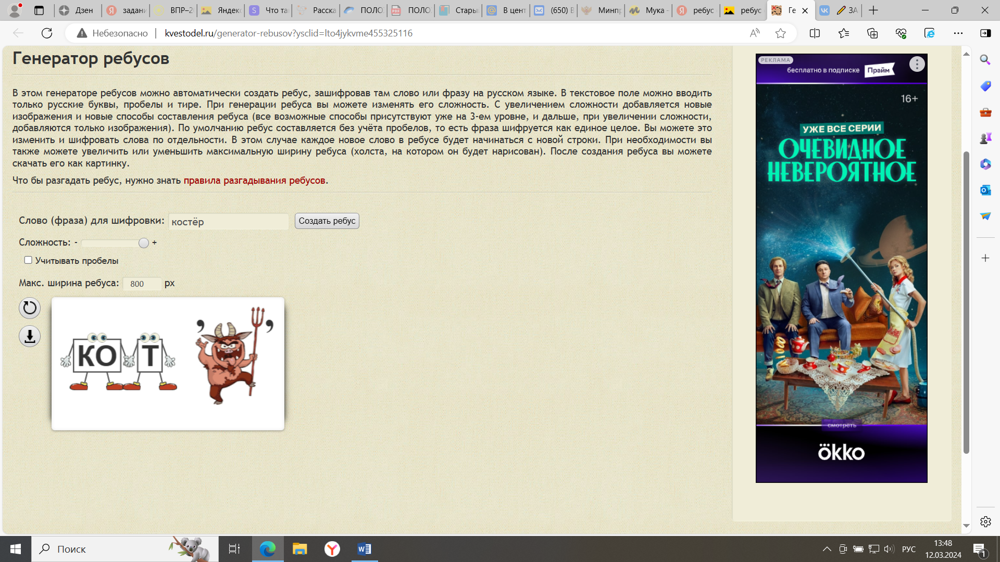 Дзен
задани
ВПР–2
Яндекс
Что та
Расска
ПОЛО
ПОЛО
Стары
В цент
(650) В
Минпр
Мука -
ребус
ребус
Ге
ЗА
Небезопасно
kvestodel.ru/generator-rebusov?ysclid=lto4jykvme455325116
Генератор ребусов
В этом генераторе ребусов можно автоматически создать ребус, зашифровав там слово или фразу на русском языке. В текстовое поле можно вводить
только русские буквы, пробелы и тире. При генерации ребуса вы можете изменять его сложность. С увеличением сложности добавляется новые
изображения и новые способы составления ребуса (все возможные способы присутствуют уже на 3-ем уровне, и дальше, при увеличении сложности,
добавляются только изображения). По умолчанию ребус составляется без учёта пробелов, то есть фраза шифруется как единое целое. Вы можете это
изменить и шифровать слова по отдельности. В этом случае каждое новое слово в ребусе будет начинаться с новой строки. При необходимости вы
также можете увеличить или уменьшить максимальную ширину ребуса (холста, на котором он будет нарисован). После создания ребуса вы можете
скачать его как картинку.
Что бы разгадать ребус, нужно знать правила разгадывания ребусов.
Слово (фраза) для шифровки: костёр Создать ребус
Сложность: - +
Учитывать пробелы
Макс. ширина ребуса: 800 px
, ,
КО Т
РЕКЛАМА
бесплатно в подписке Прайм
16+
УЖЕ ВСЕ СЕРИИ
ОЧЕВИДНОЕ
НЕВЕРОЯТНОЕ
смотреть
ökko
Поиск
РУС
13:48
12.03.2024
1